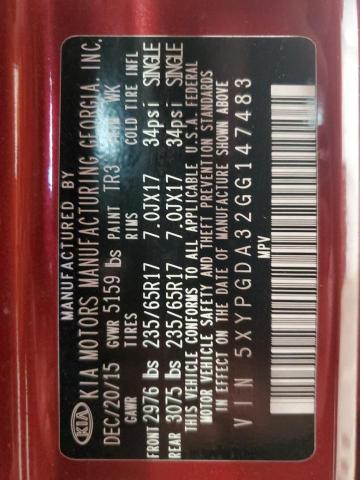 MANUFACTURED BY
KIA KIA MOTORS MANUFACTURING GEORGIA, INC.
DEC/20/15 GVWR 5159 lbs PAINT TR3 WK
GAWR TIRES RIMS COLD TIRE INFL
FRONT 2976 lbs 235/65R17 7.0JX17 34psi SINGLE
REAR 3075 lbs 235/65R17 7.0JX17 34psi SINGLE
THIS VEHICLE CONFORMS TO ALL APPLICABLE U.S.A. FEDERAL
MOTOR VEHICLE SAFETY AND THEFT PREVENTION STANDARDS
IN EFFECT ON THE DATE OF MANUFACTURE SHOWN ABOVE
VIN 5XYPGDA32GG147483
MPV